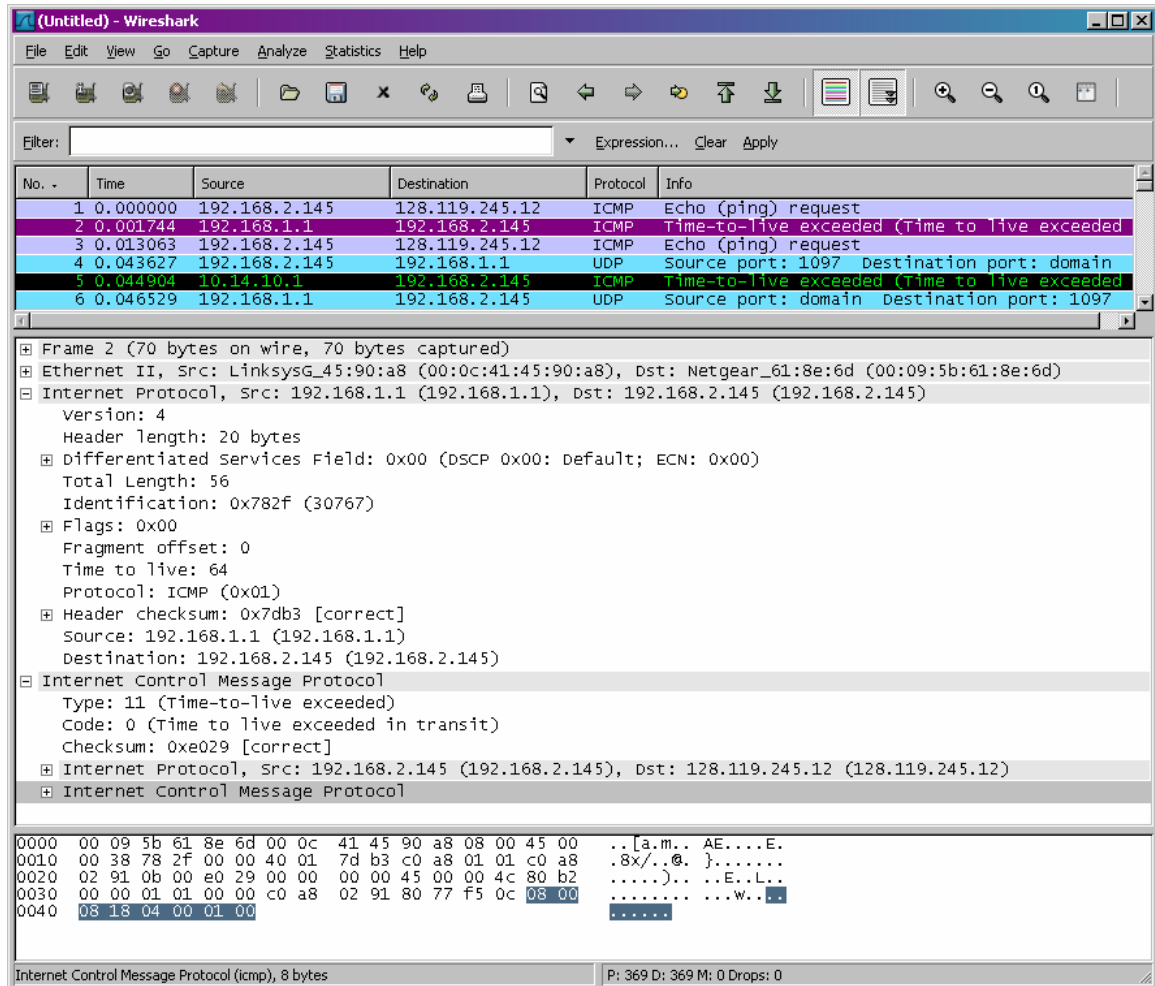 (Untitled) - Wireshark
File Edit View Go Capture Analyze Statistics Help
Filter: Expression... Clear Apply
No. Time Source Destination Protocol Info
1 0.000000 192.168.2.145 128.119.245.12 ICMP Echo (ping) request
2 0.001744 192.168.1.1 192.168.2.145 ICMP Time-to-live exceeded (Time to live exceeded
3 0.013063 192.168.2.145 128.119.245.12 ICMP Echo (ping) request
4 0.043627 192.168.2.145 192.168.1.1 UDP Source port: 1097 Destination port: domain
5 0.044904 10.14.10.1 192.168.2.145 ICMP Time-to-live exceeded (Time to live exceeded
6 0.046529 192.168.1.1 192.168.2.145 UDP Source port: domain Destination port: 1097
Frame 2 (70 bytes on wire, 70 bytes captured)
Ethernet II, Src: LinksysG_45:90:a8 (00:0c:41:45:90:a8), Dst: Netgear_61:8e:6d (00:09:5b:61:8e:6d)
Internet Protocol, Src: 192.168.1.1 (192.168.1.1), Dst: 192.168.2.145 (192.168.2.145)
Version: 4
Header length: 20 bytes
Differentiated Services Field: 0x00 (DSCP 0x00: Default; ECN: 0x00)
Total Length: 56
Identification: 0x782f (30767)
Flags: 0x00
Fragment offset: 0
Time to live: 64
Protocol: ICMP (0x01)
Header checksum: 0x7db3 [correct]
Source: 192.168.1.1 (192.168.1.1)
Destination: 192.168.2.145 (192.168.2.145)
Internet Control Message Protocol
Type: 11 (Time-to-live exceeded)
Code: 0 (Time to live exceeded in transit)
Checksum: 0xe029 [correct]
Internet Protocol, Src: 192.168.2.145 (192.168.2.145), Dst: 128.119.245.12 (128.119.245.12)
Internet Control Message Protocol
0000 00 09 5b 61 8e 6d 00 0c 41 45 90 a8 08 00 45 00 ..[a.m.. AE....E.
0010 00 38 78 2f 00 00 40 01 7d b3 c0 a8 01 01 c0 a8 .8x/..@. }.......
0020 02 91 0b 00 e0 29 00 00 00 00 45 00 00 4c 80 b2 .....).. ..E..L..
0030 00 00 01 01 00 00 c0 a8 02 91 80 77 f5 0c 08 00 ........ ...w....
0040 08 18 04 00 01 00 ......
Internet Control Message Protocol (icmp), 8 bytes P: 369 D: 369 M: 0 Drops: 0